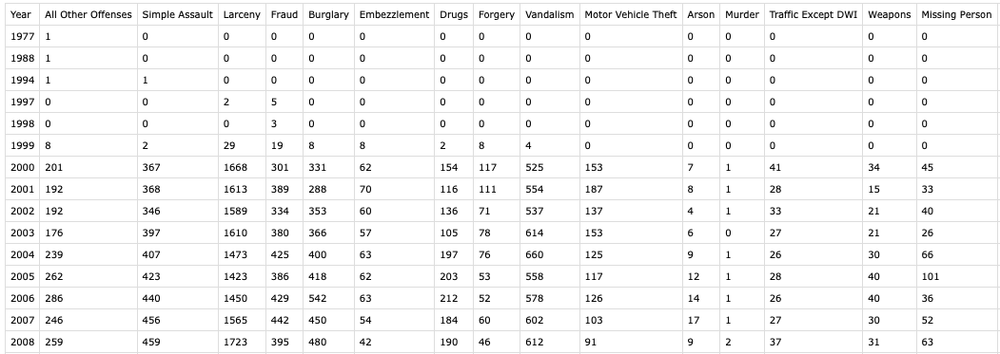 Year All Other Offenses Simple Assault Larceny Fraud Burglary Embezzlement Drugs Forgery Vandalism Motor Vehicle Theft Arson Murder Traffic Except DWI Weapons Missing Person
1977 1 0 0 0 0 0 0 0 0 0 0 0 0 0 0
1988 1 0 0 0 0 0 0 0 0 0 0 0 0 0 0
1994 1 1 0 0 0 0 0 0 0 0 0 0 0 0 0
1997 0 0 2 5 0 0 0 0 0 0 0 0 0 0 0
1998 0 0 0 3 0 0 0 0 0 0 0 0 0 0 0
1999 8 2 29 19 8 8 2 8 4 0 0 0 0 0 0
2000 201 367 1668 301 331 62 154 117 525 153 7 1 41 34 45
2001 192 368 1613 389 288 70 116 111 554 187 8 1 28 15 33
2002 192 346 1589 334 353 60 136 71 537 137 4 1 33 21 40
2003 176 397 1610 380 366 57 105 78 614 153 6 0 27 21 26
2004 239 407 1473 425 400 63 197 76 660 125 9 1 26 30 66
2005 262 423 1423 386 418 62 203 53 558 117 12 1 28 40 101
2006 286 440 1450 429 542 63 212 52 578 126 14 1 26 40 36
2007 246 456 1565 442 450 54 184 60 602 103 17 1 27 30 52
2008 259 459 1723 395 480 42 190 46 612 91 9 2 37 31 63